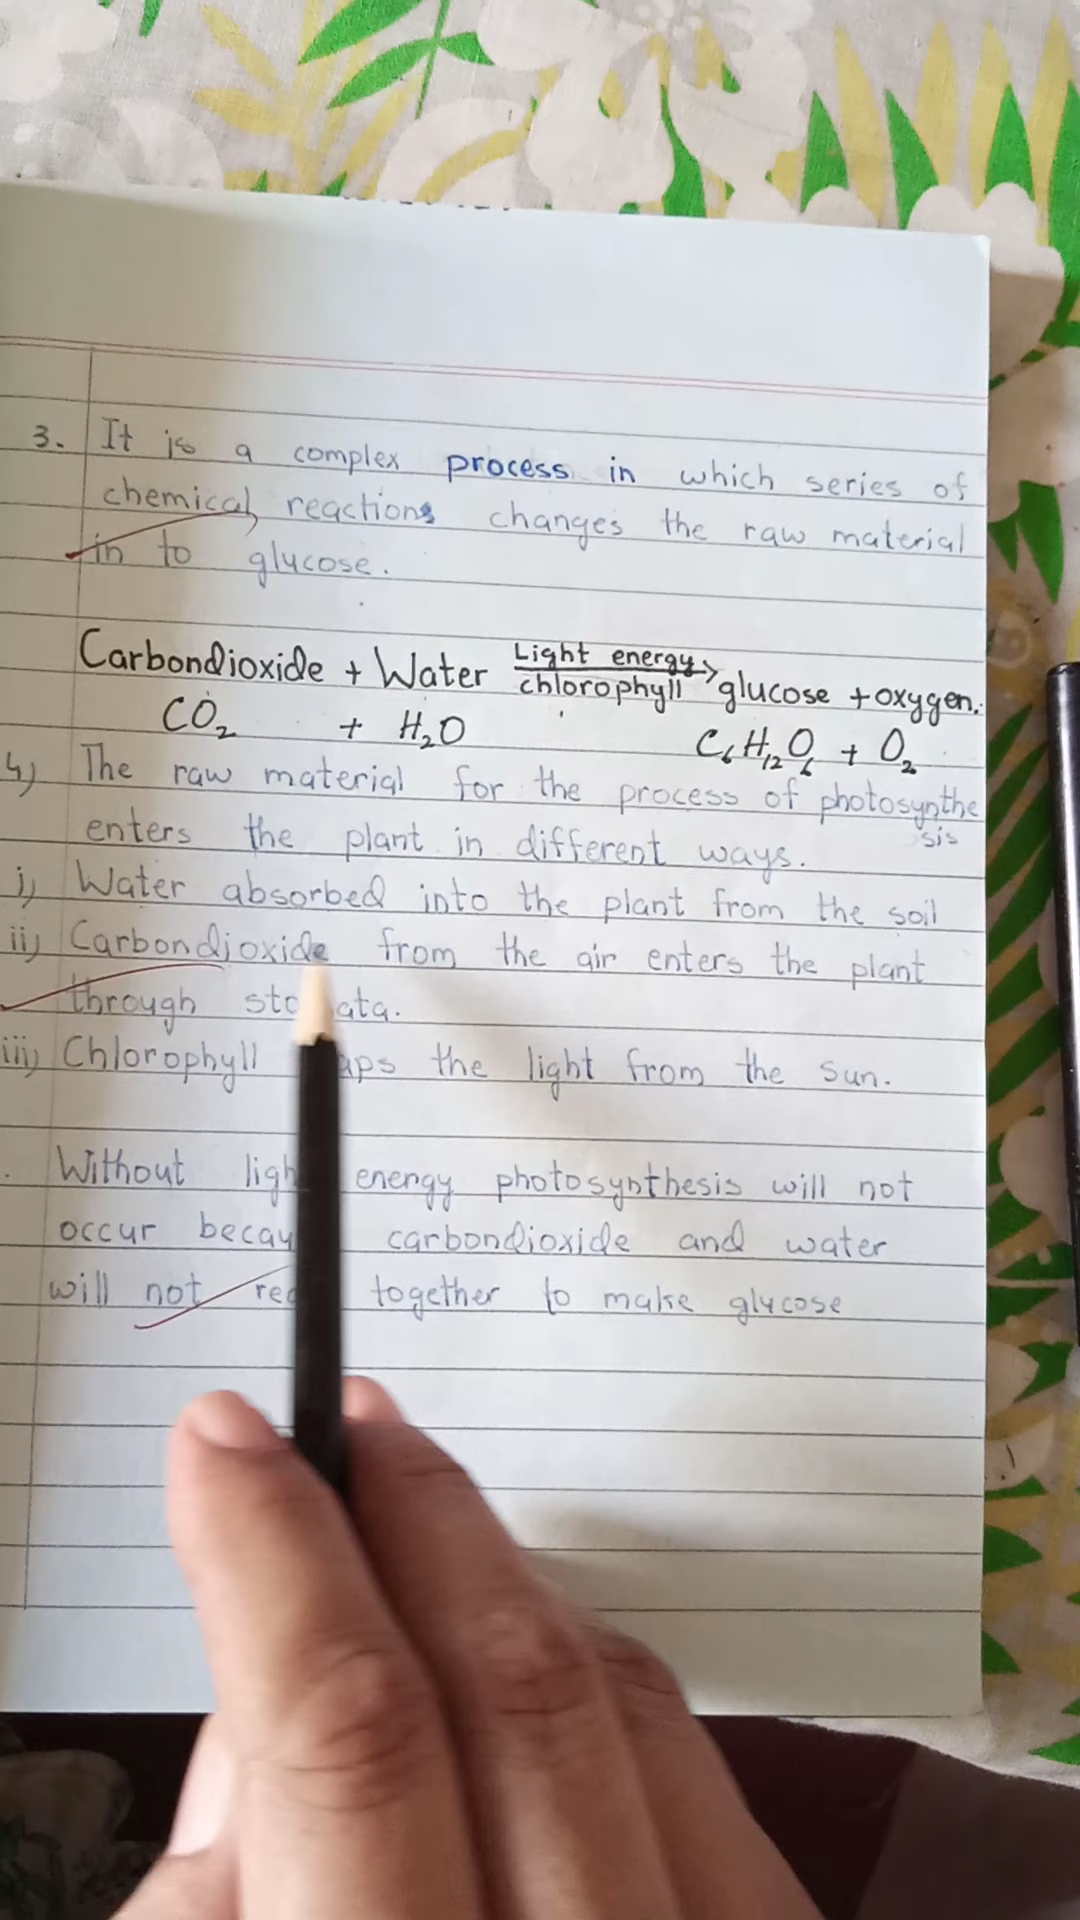 3. It is a complex process in which series of
chemical reactions changes the raw material
in to glucose.
Carbondioxide + Water Light energy> glucose + oxygen.
chlorophyll
CO2 + H2O C6H12O6 + O2
4) The raw material for the process of photosynthe
sis
enters the plant in different ways.
i) Water absorbed into the plant from the soil
ii) Carbondioxide from the air enters the plant
through
iii) Chlorophyll the light from the sun.
Without energy photosynthesis will not
occur carbondioxide and water
will not together to make glucose